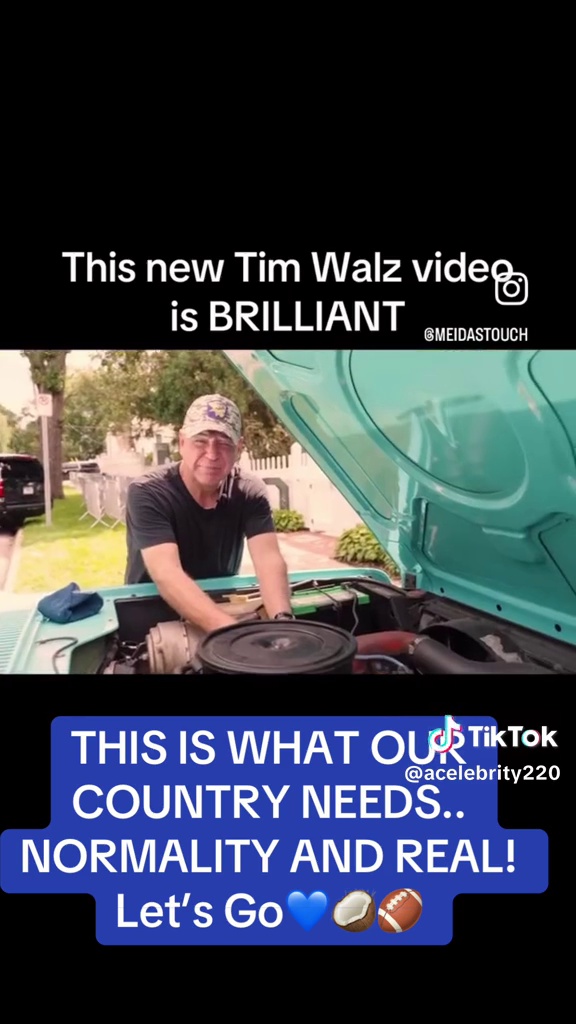 This new Tim Walz video
is BRILLIANT
@MEIDASTOUCH
TikTok
@acelebrity220
THIS IS WHAT OUR
COUNTRY NEEDS..
NORMALITY AND REAL!
Let's Go💙🥥🏈